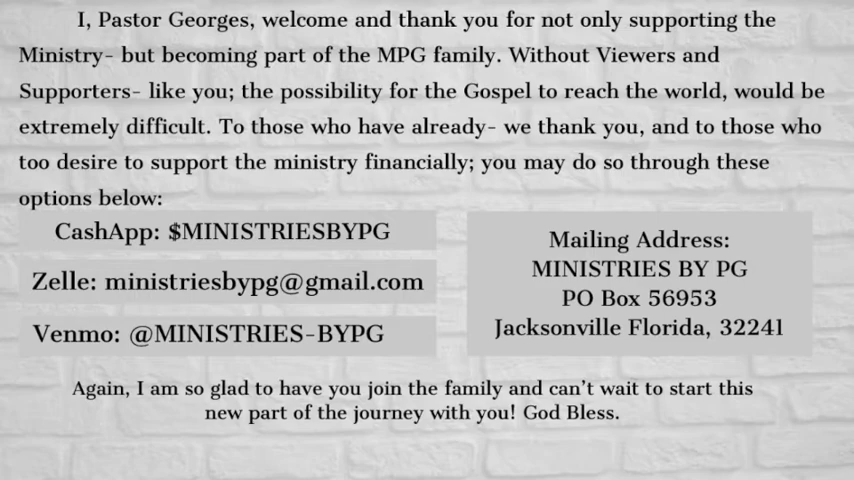 I, Pastor Georges, welcome and thank you for not only supporting the
Ministry- but becoming part of the MPG family. Without Viewers and
Supporters- like you; the possibility for the Gospel to reach the world, would be
extremely difficult. To those who have already- we thank you, and to those who
too desire to support the ministry financially; you may do so through these
options below:
CashApp: $MINISTRIESBYPG
Zelle: ministriesbypg@gmail.com
Venmo: @MINISTRIES-BYPG
Mailing Address:
MINISTRIES BY PG
PO Box 56953
Jacksonville Florida, 32241
Again, I am so glad to have you join the family and can't wait to start this
new part of the journey with you! God Bless.